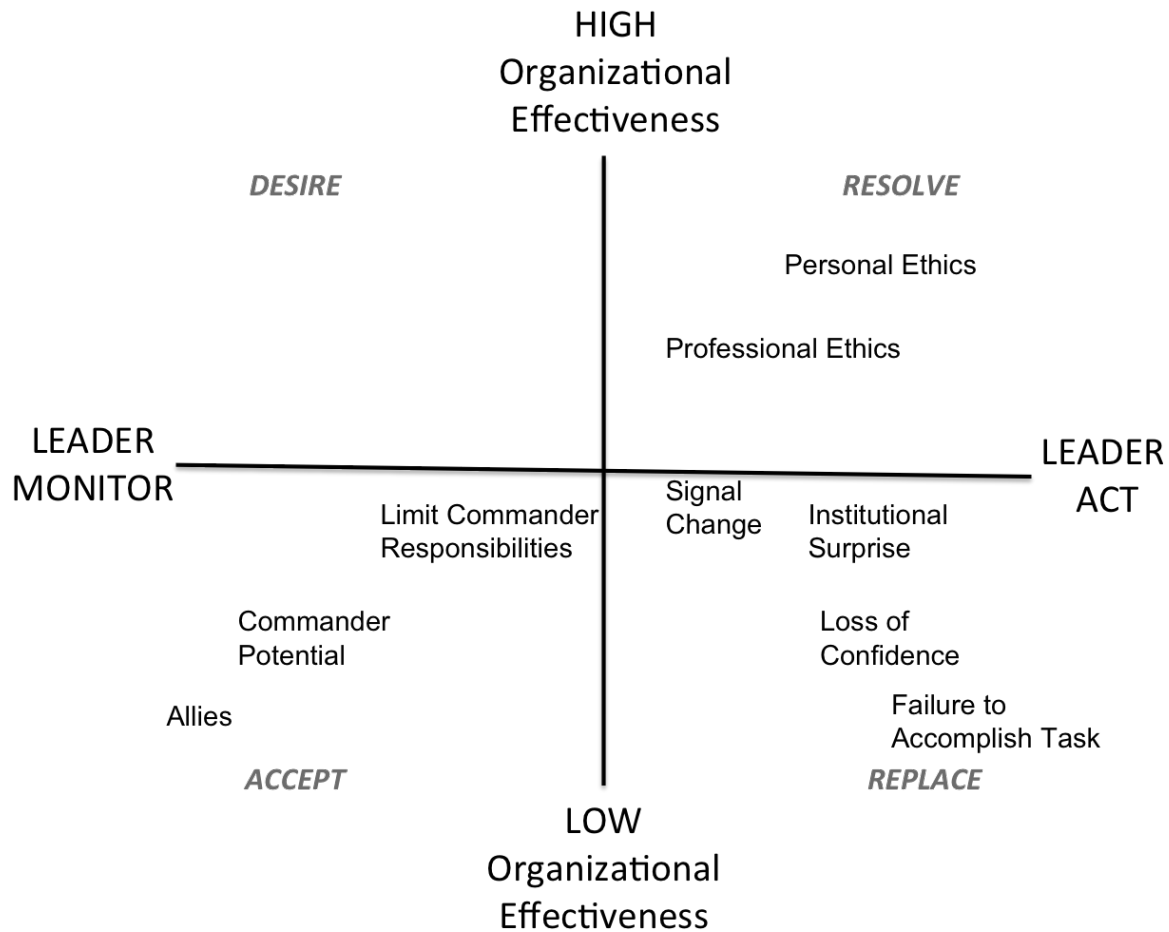 HIGH
Organizational
Effectiveness
DESIRE
RESOLVE
Personal Ethics
Professional Ethics
LEADER
MONITOR
LEADER
ACT
Signal
Change
Limit Commander
Responsibilities
Institutional
Surprise
Commander
Potential
Loss of
Confidence
Allies
Failure to
Accomplish Task
ACCEPT
REPLACE
LOW
Organizational
Effectiveness